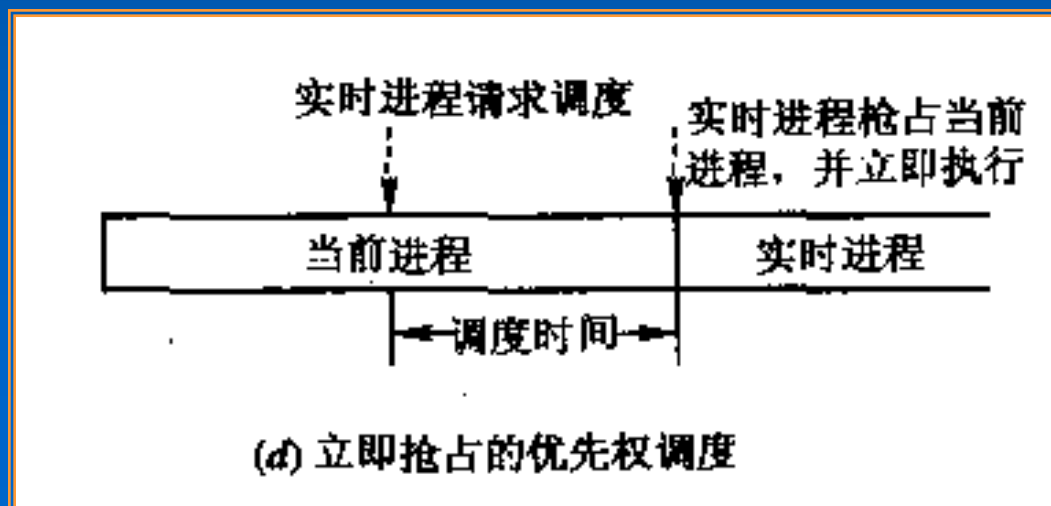 实时进程请求调度
实时进程枪占当前
进程，并立即执行
当前进程
实时进程
调度时间
(d) 立即抢占的优先权调度